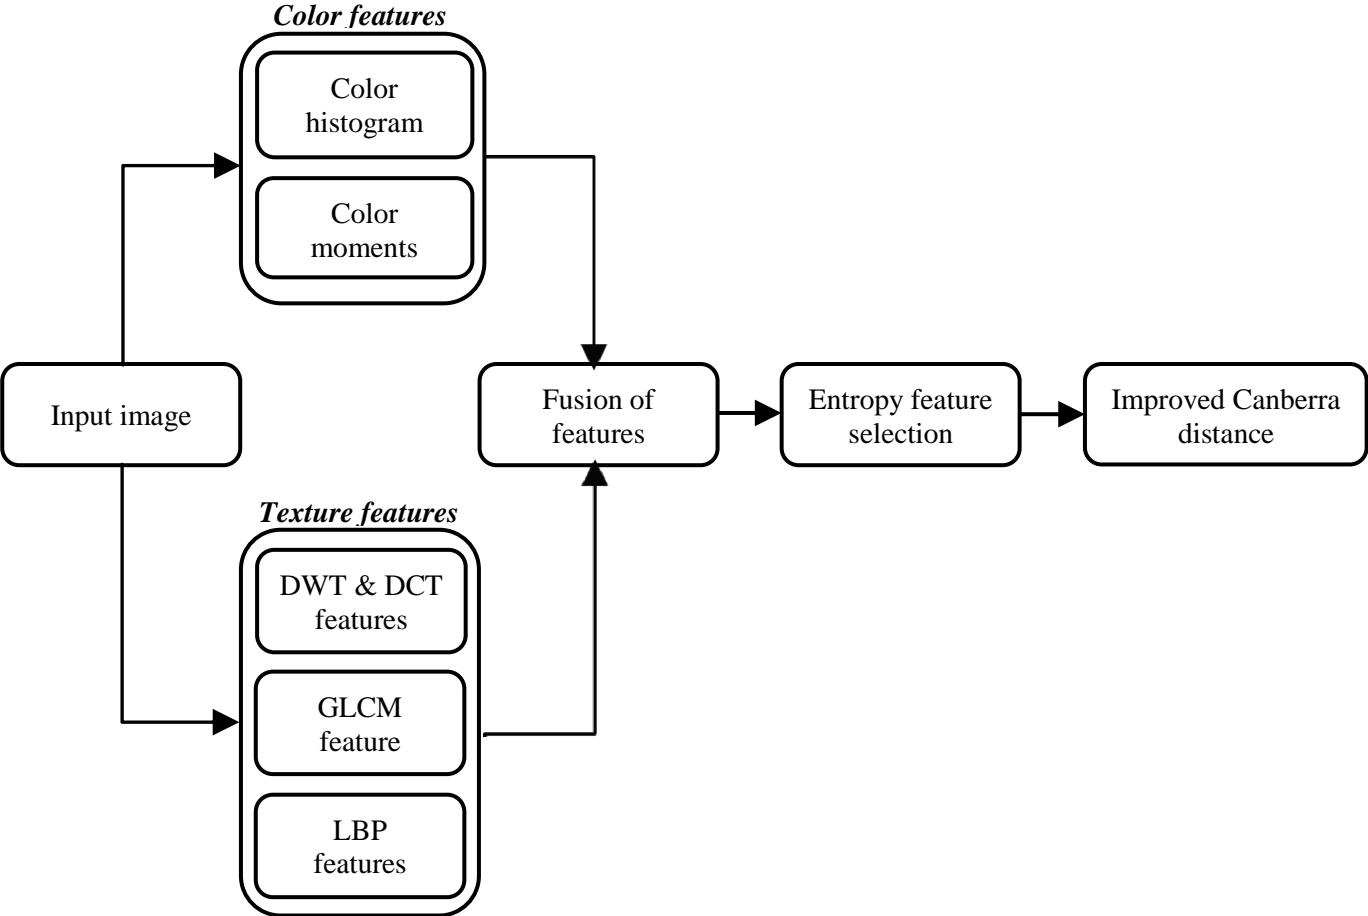 Color features
Color
histogram
Color
moments
Input image
Fusion of
features
Entropy feature
selection
Improved Canberra
distance
Texture features
DWT & DCT
features
GLCM
feature
LBP
features